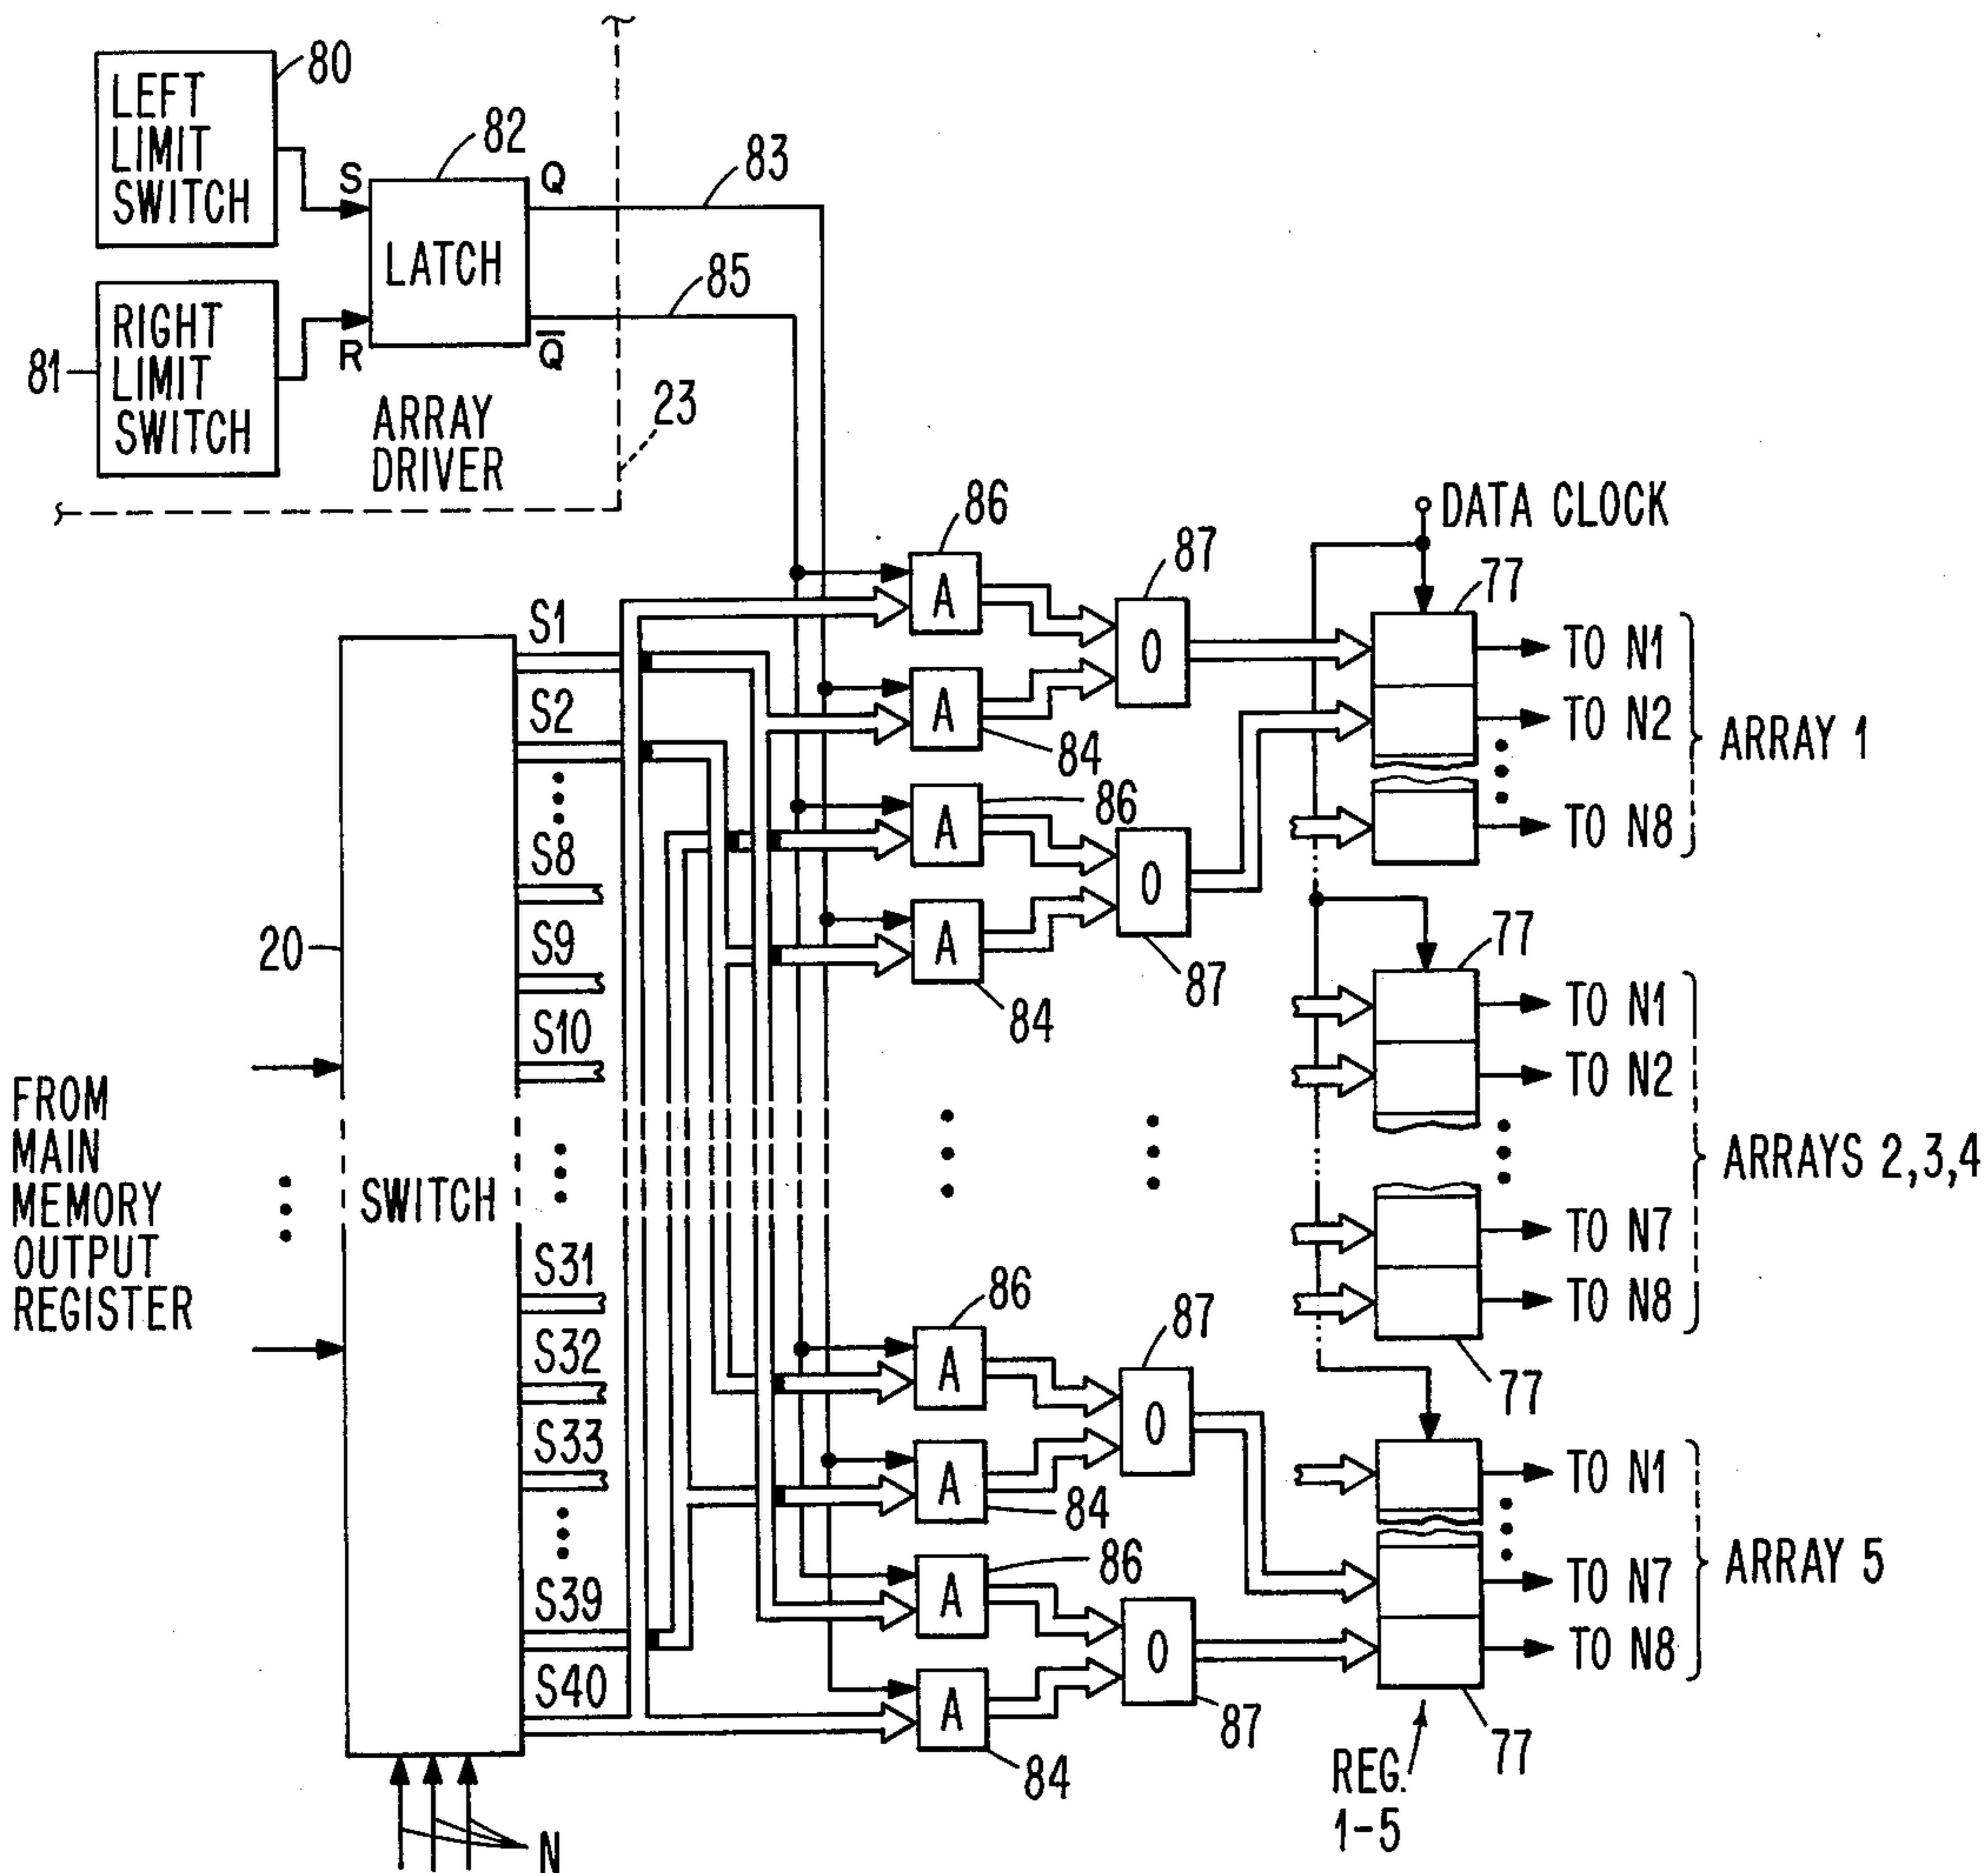 80
LEFT
LIMIT
SWITCH
81
RIGHT
LIMIT
SWITCH
S
R
82
LATCH
Q
Q̅
83
85
ARRAY
DRIVER
23
86
A
87
O
A
84
86
A
87
O
A
84
DATA CLOCK
77
TO N1
TO N2
TO N8
ARRAY 1
77
TO N1
TO N2
TO N7
TO N8
77
ARRAYS 2,3,4
S1
S2
S8
S9
S10
S31
S32
S33
S39
S40
20
SWITCH
FROM
MAIN
MEMORY
OUTPUT
REGISTER
N
86
A
87
O
A
84
86
A
O
87
A
84
TO N1
TO N7
TO N8
ARRAY 5
77
REG.
1-5